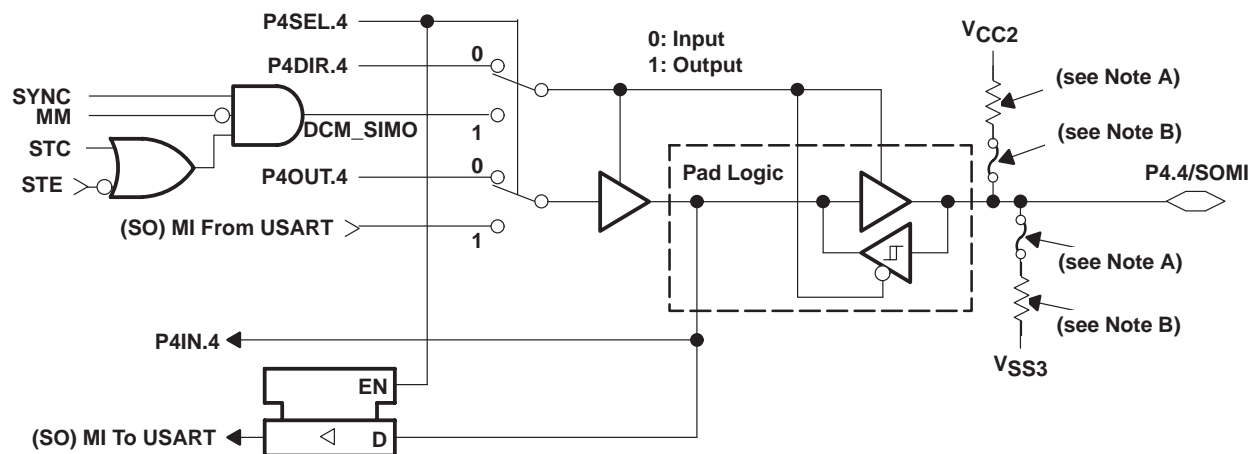 P4SEL.4
P4DIR.4
0
0: Input
1: Output
VCC2
(see Note A)
SYNC
MM
DCM_SIMO
1
(see Note B)
STC
STE
P4OUT.4
0
Pad Logic
P4.4/SOMI
(SO) MI From USART
1
(see Note A)
(see Note B)
P4IN.4
VSS3
EN
(SO) MI To USART
D